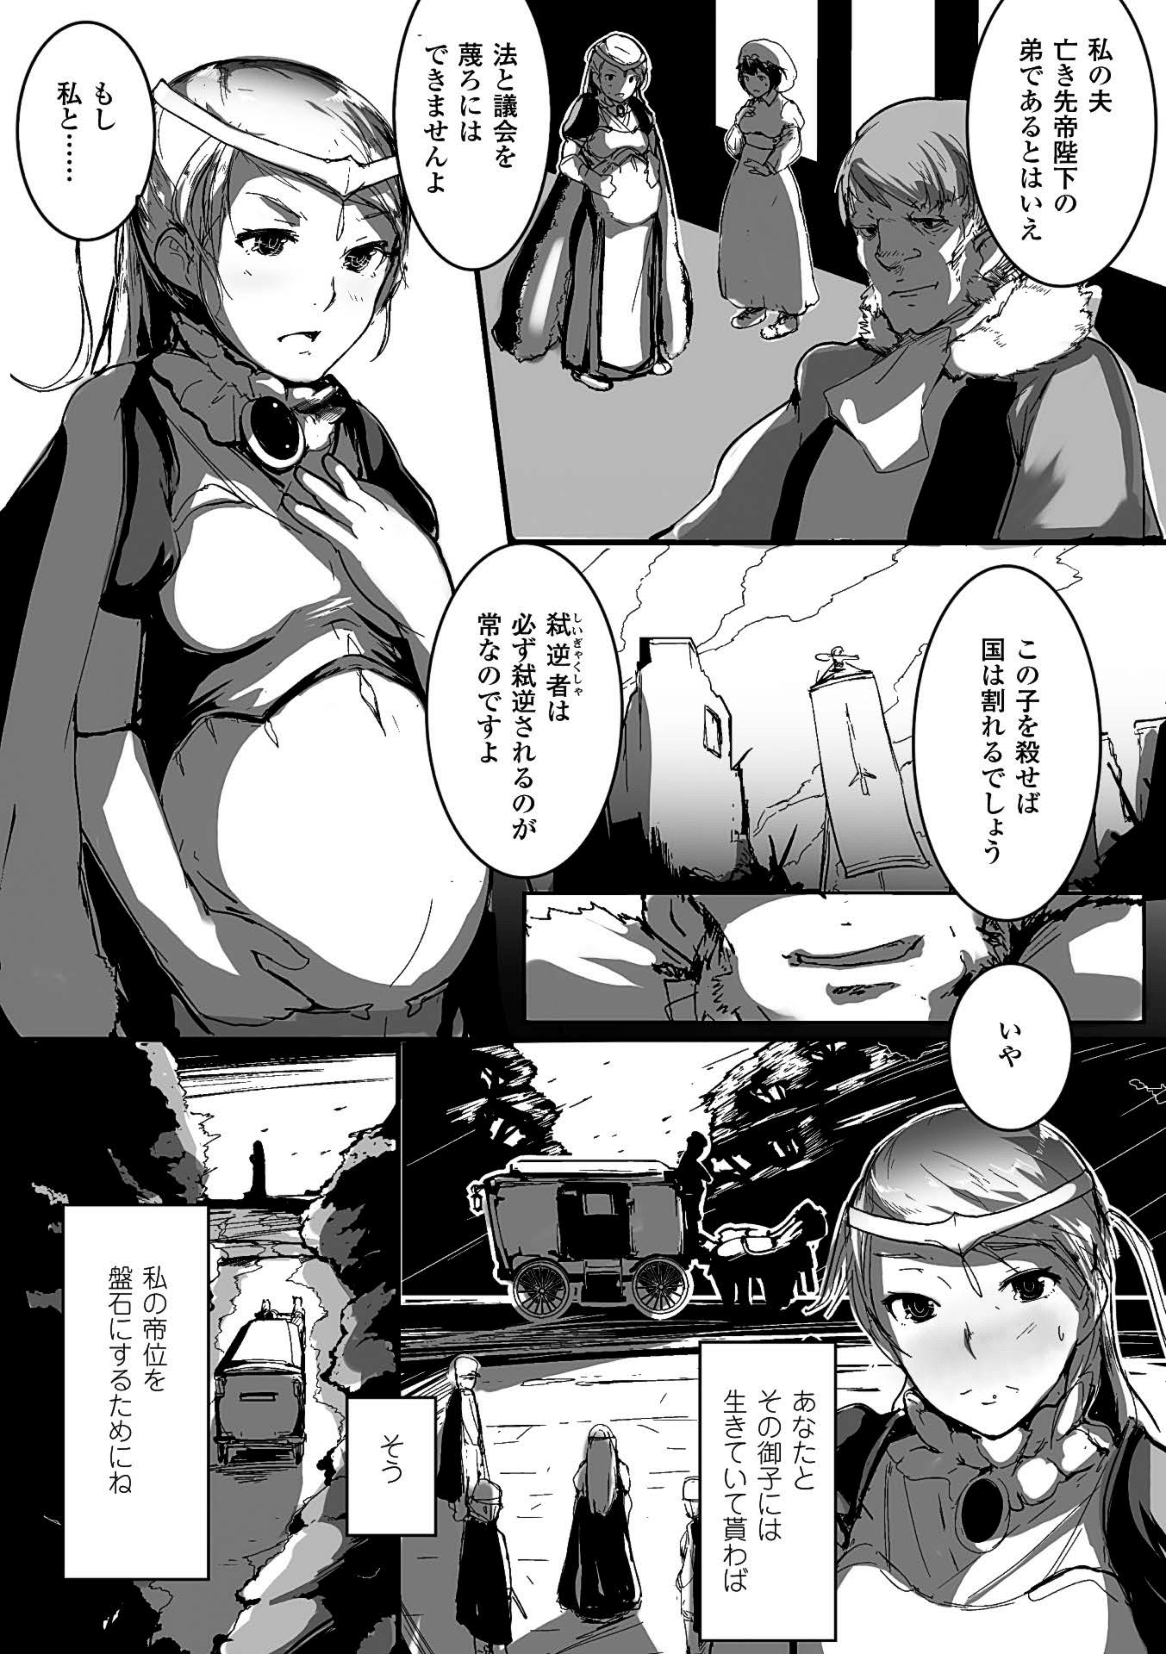 私の夫
亡き先帝陛下の
弟であるとはいえ
法と議会を
蔑ろには
できませんよ
もし
私と……
この子を殺せば
国は割れるでしょう
弑逆者は
しいぎゃくしゃ
必ず弑逆されるのが
常なのですよ
いや
あなたと
その御子には
生きていて貰わば
そう
私の帝位を
盤石にするためにね